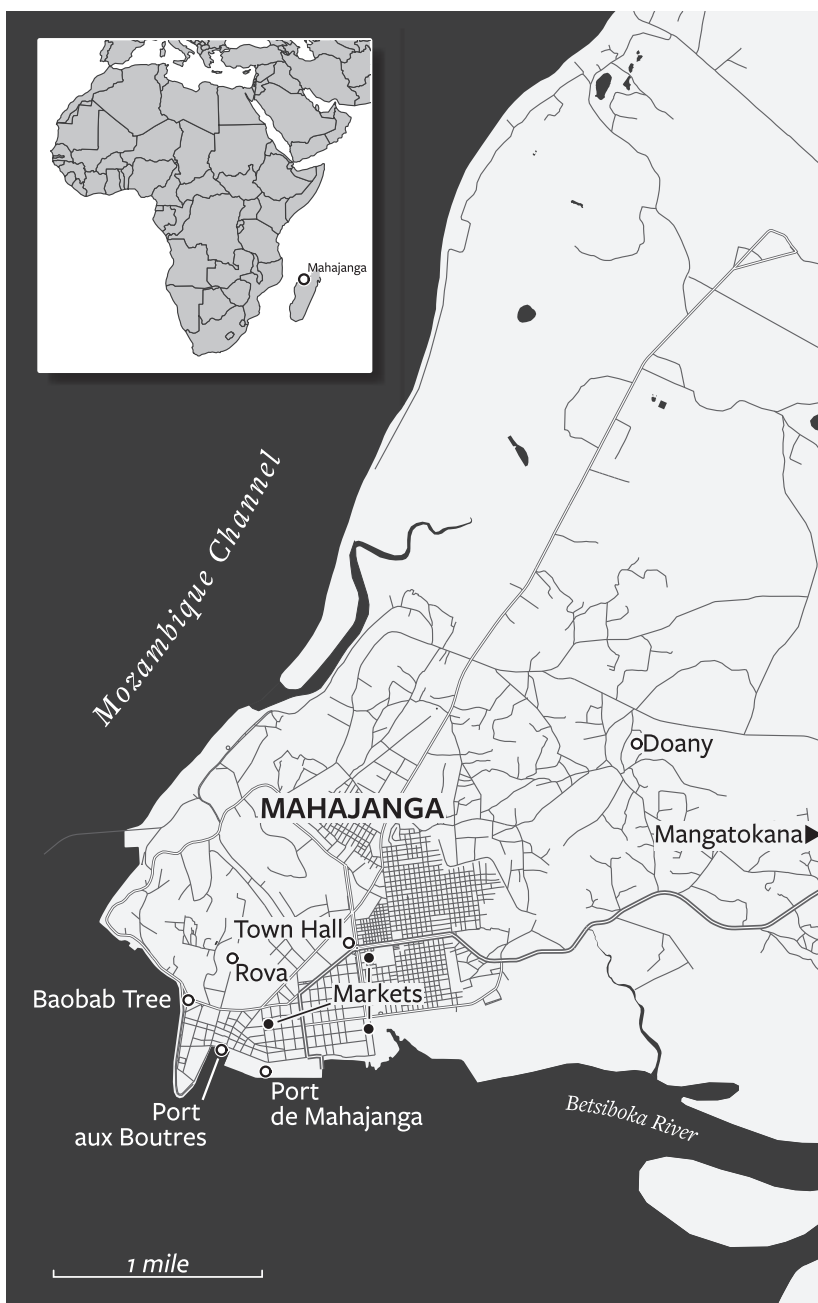 Mahajanga
Mozambique Channel
Doany
MAHAJANGA
Mangatokana
Town Hall
Rova
Baobab Tree
Markets
Port
de Mahajanga
Port
aux Boutres
Betsiboka River
1 mile